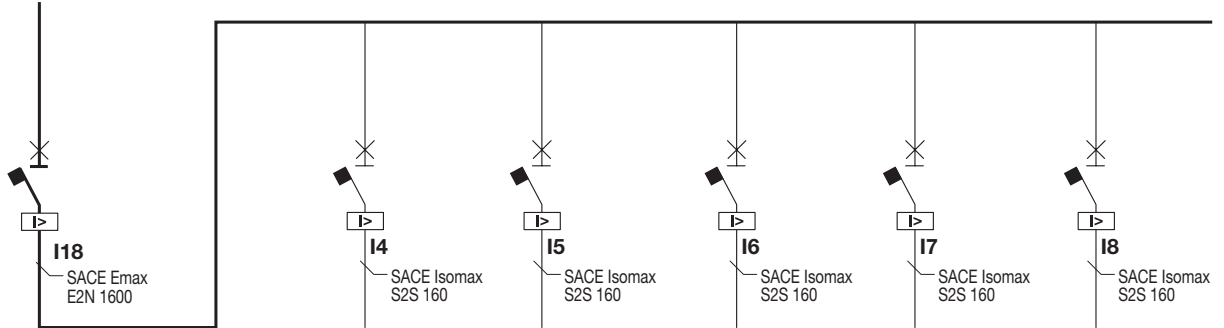 I>
I>
I>
I>
I>
I>
I18
SACE Emax
E2N 1600
I4
SACE Isomax
S2S 160
I5
SACE Isomax
S2S 160
I6
SACE Isomax
S2S 160
I7
SACE Isomax
S2S 160
I8
SACE Isomax
S2S 160